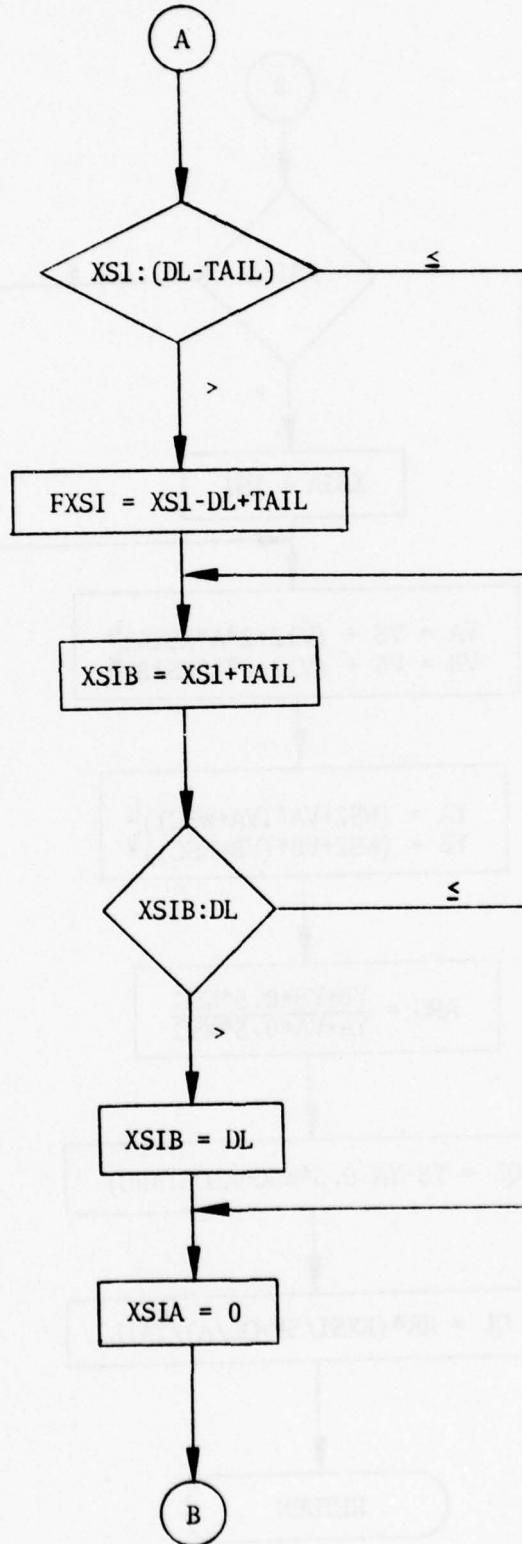 A
XS1:(DL-TAIL)
≤
>
FXSI = XS1-DL+TAIL
XSIB = XS1+TAIL
XSIB:DL
≤
>
XSIB = DL
XSIA = 0
B